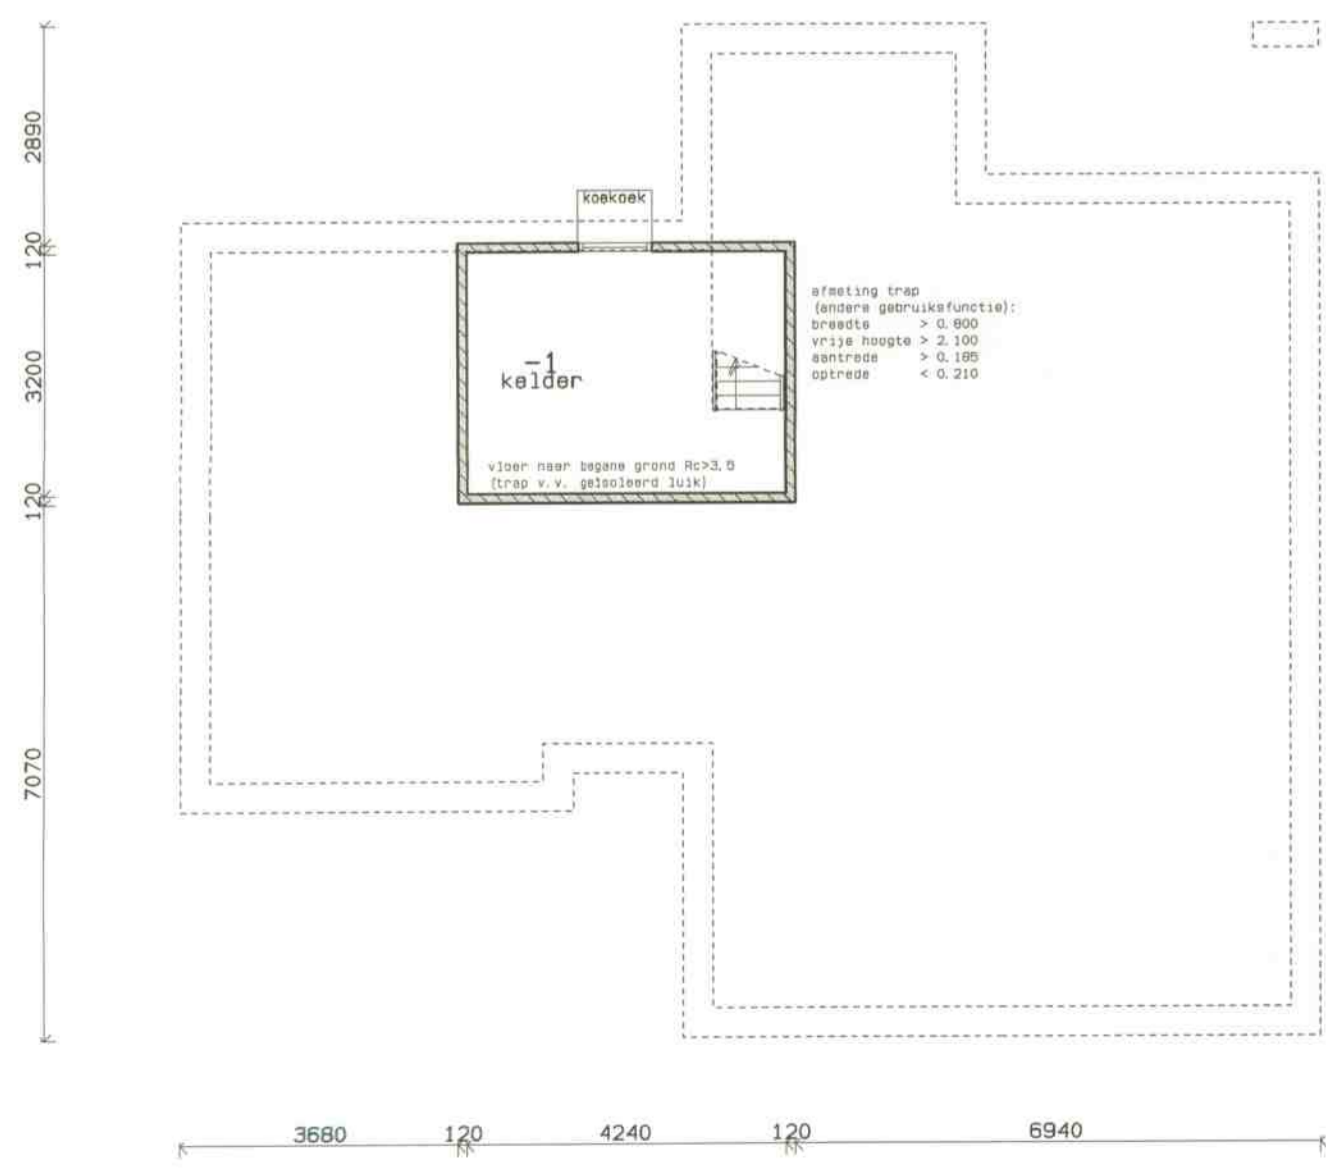 koekoek
2890
120
3200
120
7070
-1
kelder
afmeting trap
(andere gebruiksfunctie):
breedte > 0.800
vrije hoogte > 2.100
aantrede > 0.185
optrede < 0.210
vloer naar begane grond Rc>3,5
(trap v.v. geïsoleerd luik)
3680 120 4240 120 6940